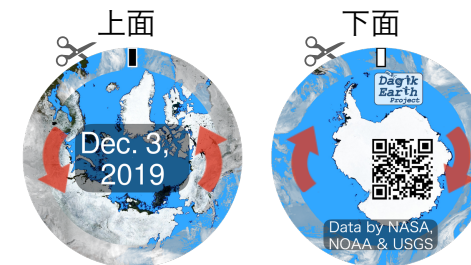 上面
下面
Dec. 3,
2019
Dagik
Earth
Project
Data by NASA,
NOAA & USGS